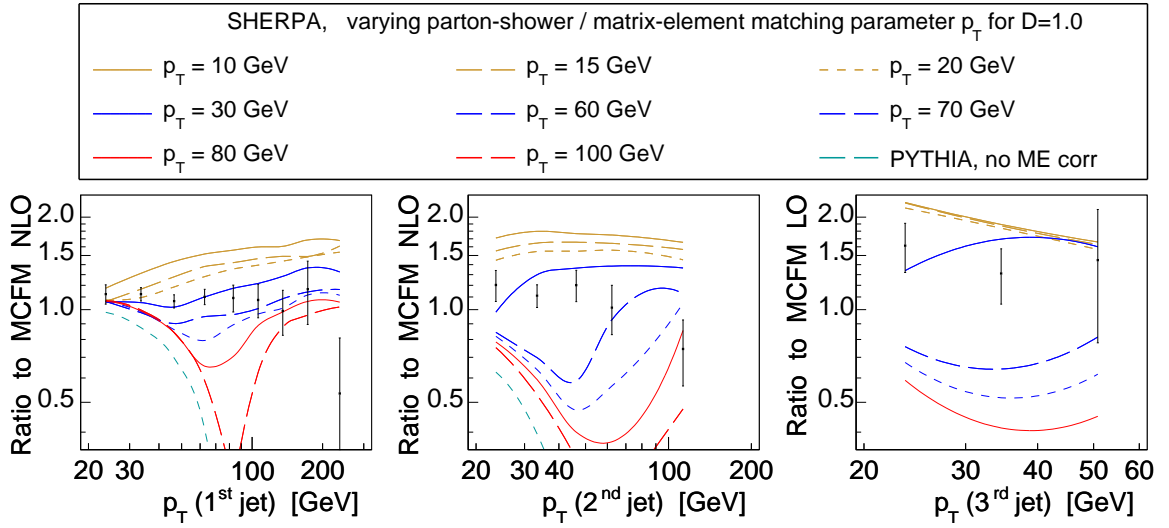 SHERPA, varying parton-shower / matrix-element matching parameter p_T for D=1.0
p_T = 10 GeV p_T = 15 GeV p_T = 20 GeV
p_T = 30 GeV p_T = 60 GeV p_T = 70 GeV
p_T = 80 GeV p_T = 100 GeV PYTHIA, no ME corr
Ratio to MCFM NLO
2.0
1.5
1.0
0.5
20 30 100 200
p_T (1st jet) [GeV]
Ratio to MCFM NLO
2.0
1.5
1.0
0.5
20 30 100 200
p_T (2nd jet) [GeV]
Ratio to MCFM LO
2.0
1.5
1.0
0.5
20 30 40 50 60
p_T (3rd jet) [GeV]